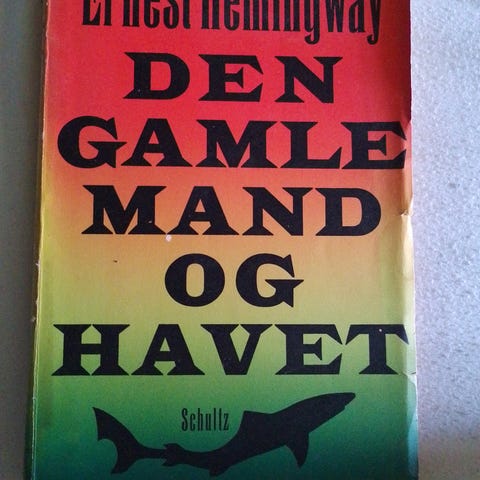 Ernest Hemingway
DEN
GAMLE
MAND
OG
HAVET
Schultz